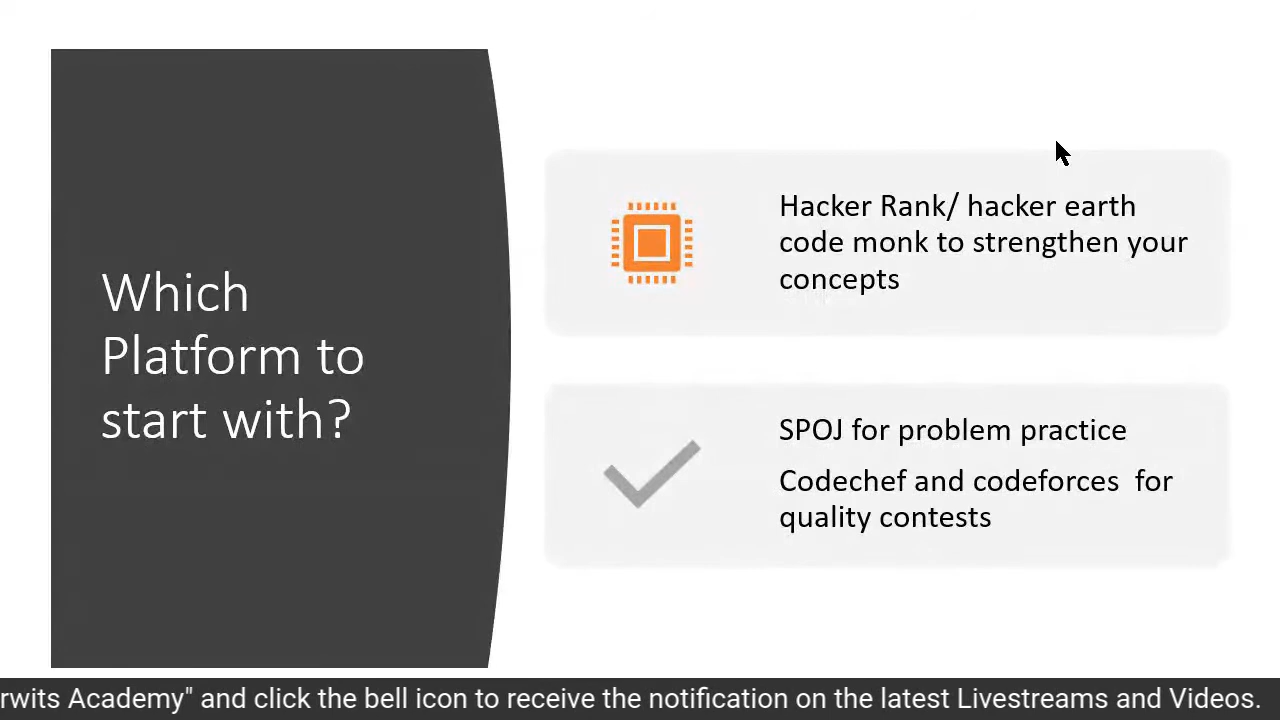 Which
Platform to
start with?
Hacker Rank/ hacker earth
code monk to strengthen your
concepts
SPOJ for problem practice
Codechef and codeforces  for
quality contests
rwits Academy" and click the bell icon to receive the notification on the latest Livestreams and Videos.